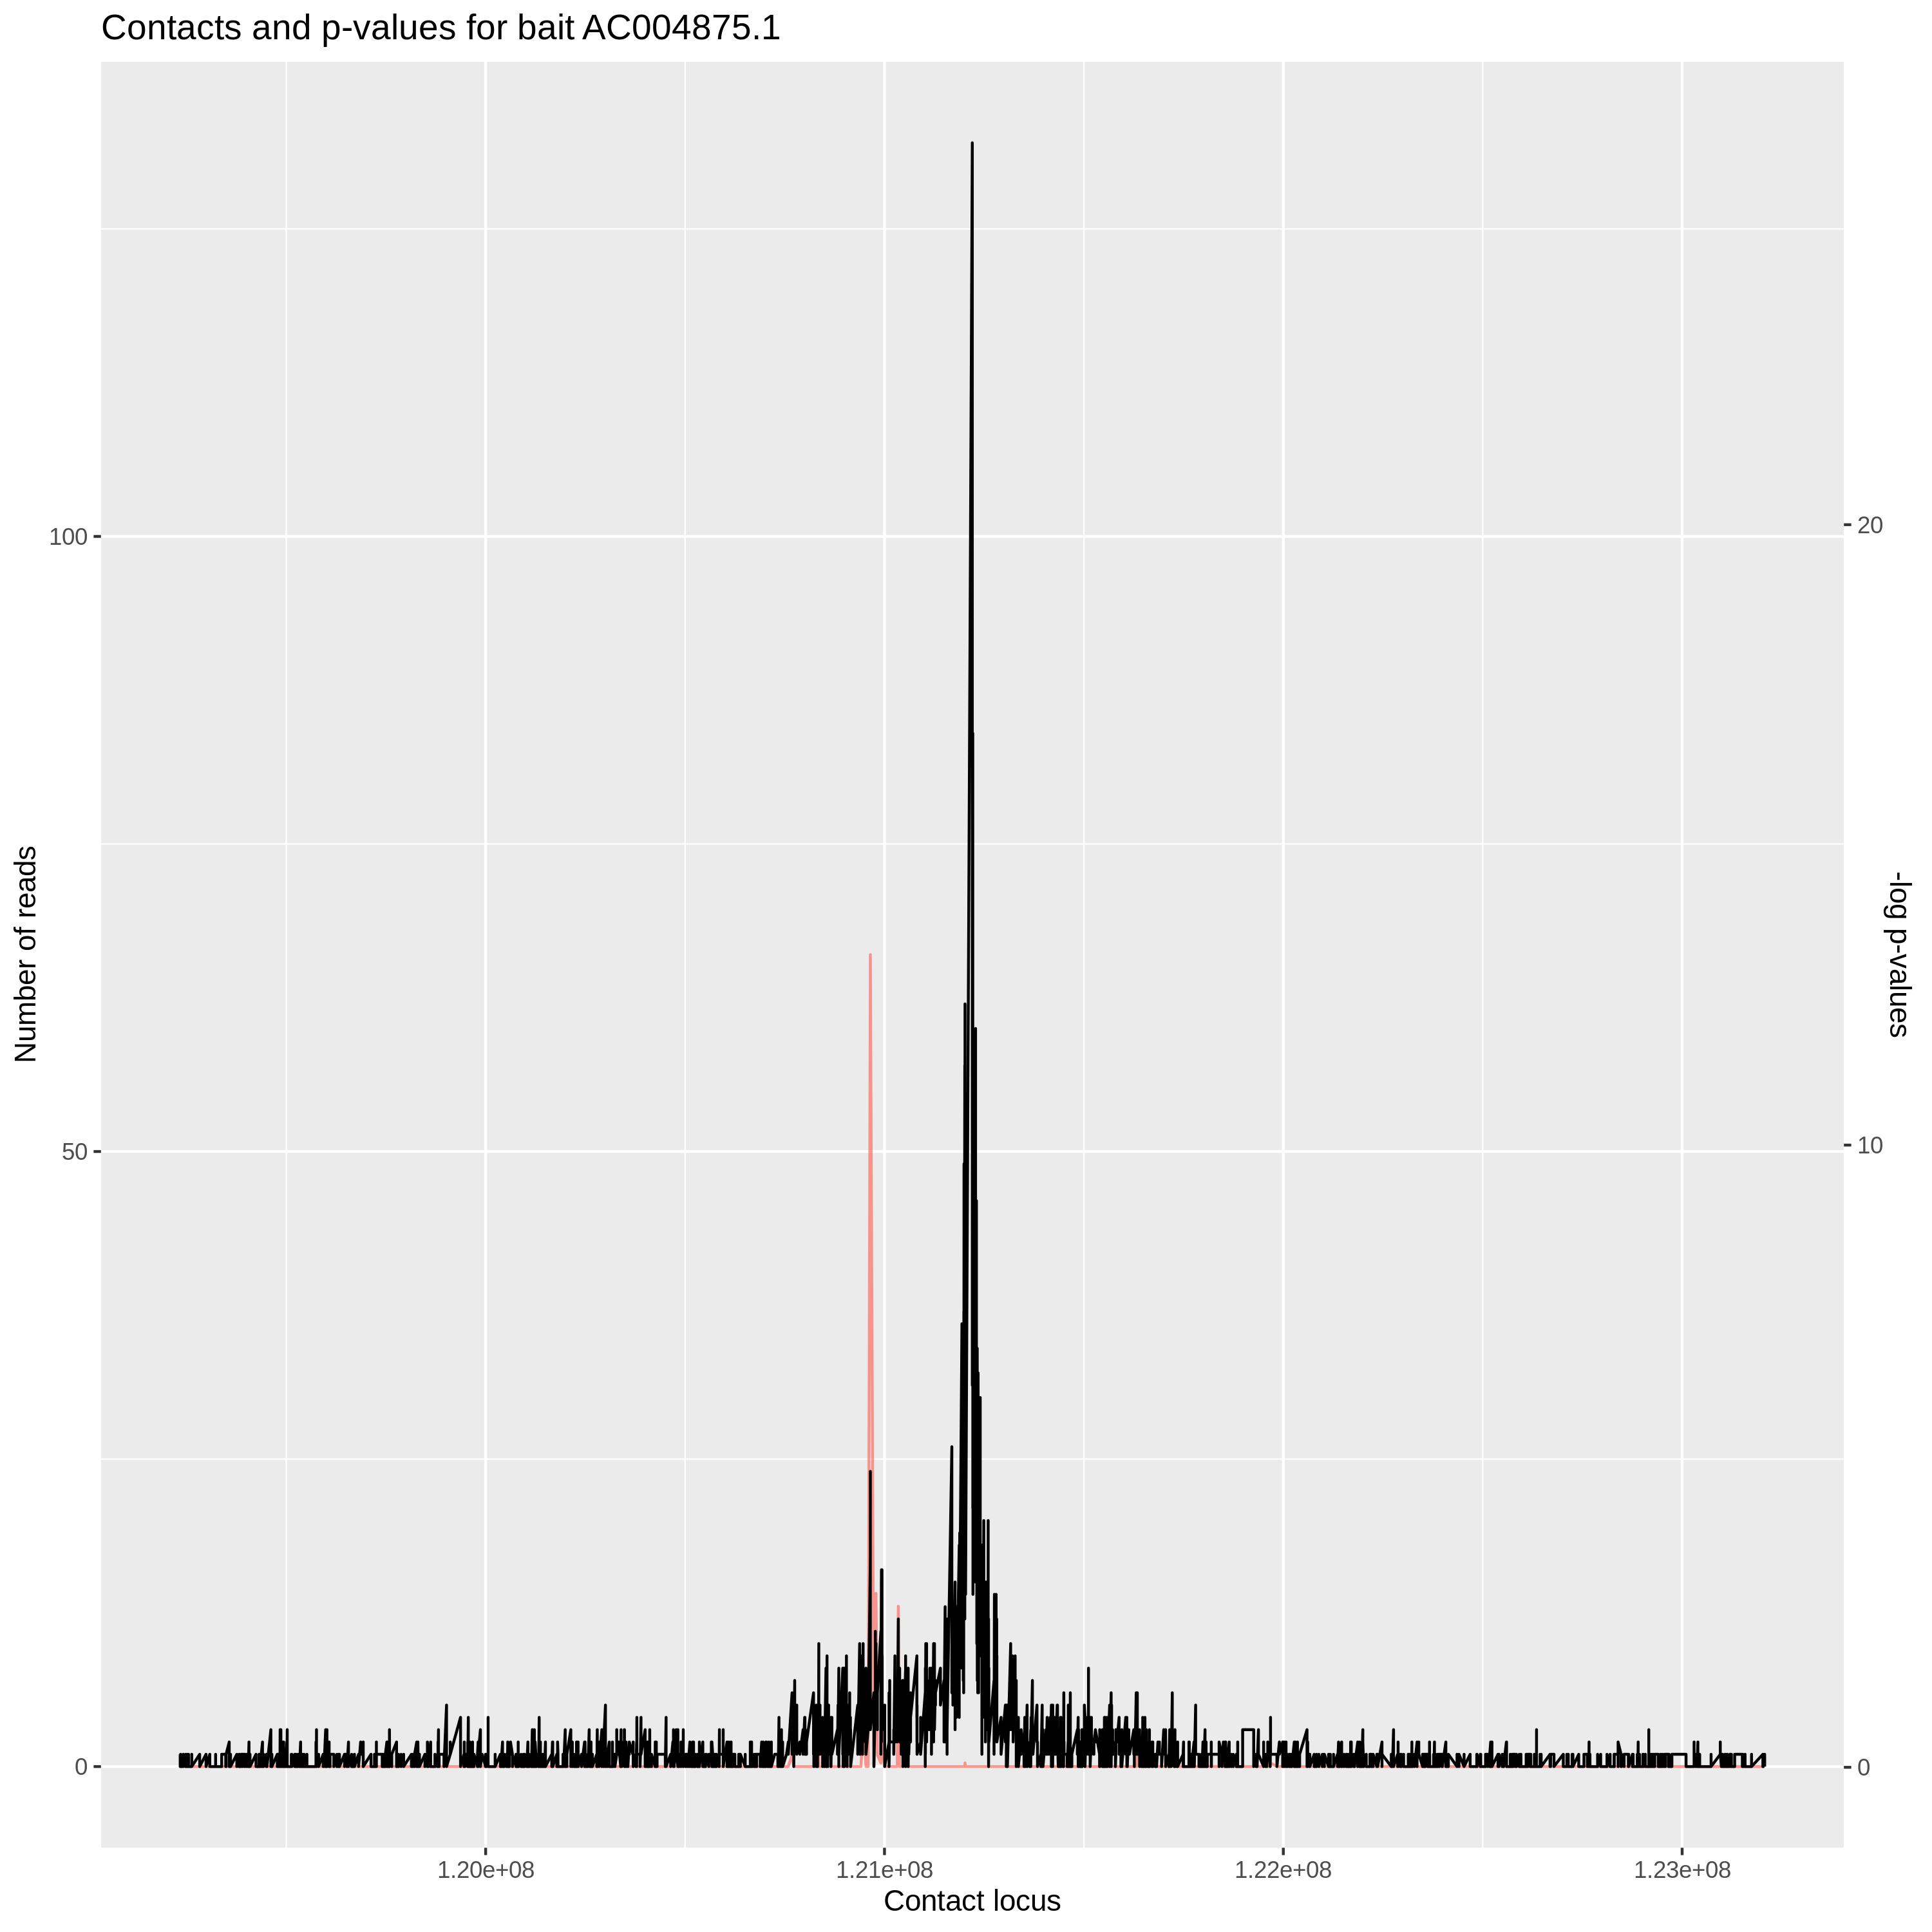 Contacts and p-values for bait AC004875.1
Number of reads
100
50
0
20
10
0
-log p-values
1.20e+08
1.21e+08
1.22e+08
1.23e+08
Contact locus